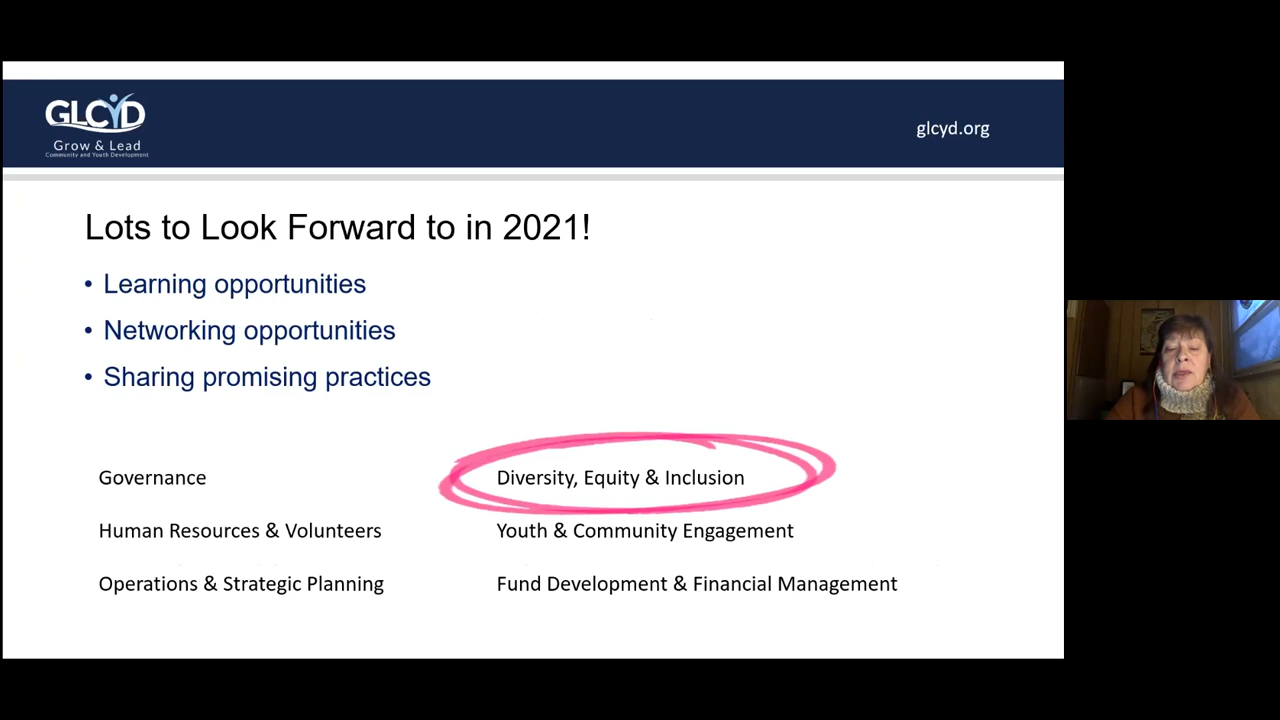 GLCYD
Grow & Lead
Community and Youth Development
glcyd.org
Lots to Look Forward to in 2021!
• Learning opportunities
• Networking opportunities
• Sharing promising practices
Governance
Diversity, Equity & Inclusion
Human Resources & Volunteers
Youth & Community Engagement
Operations & Strategic Planning
Fund Development & Financial Management